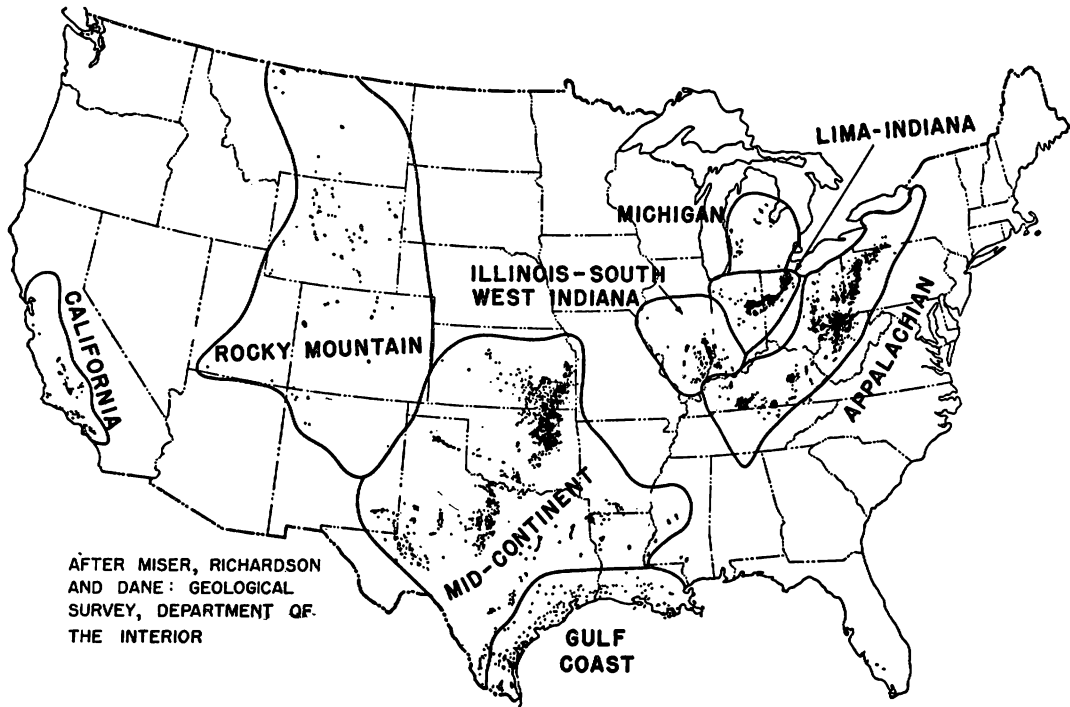 LIMA-INDIANA
MICHIGAN
ILLINOIS-SOUTH
WEST INDIANA
CALIFORNIA
ROCKY MOUNTAIN
APPALACHIAN
MID-CONTINENT
GULF
COAST
AFTER MISER, RICHARDSON
AND DANE: GEOLOGICAL
SURVEY, DEPARTMENT OF
THE INTERIOR